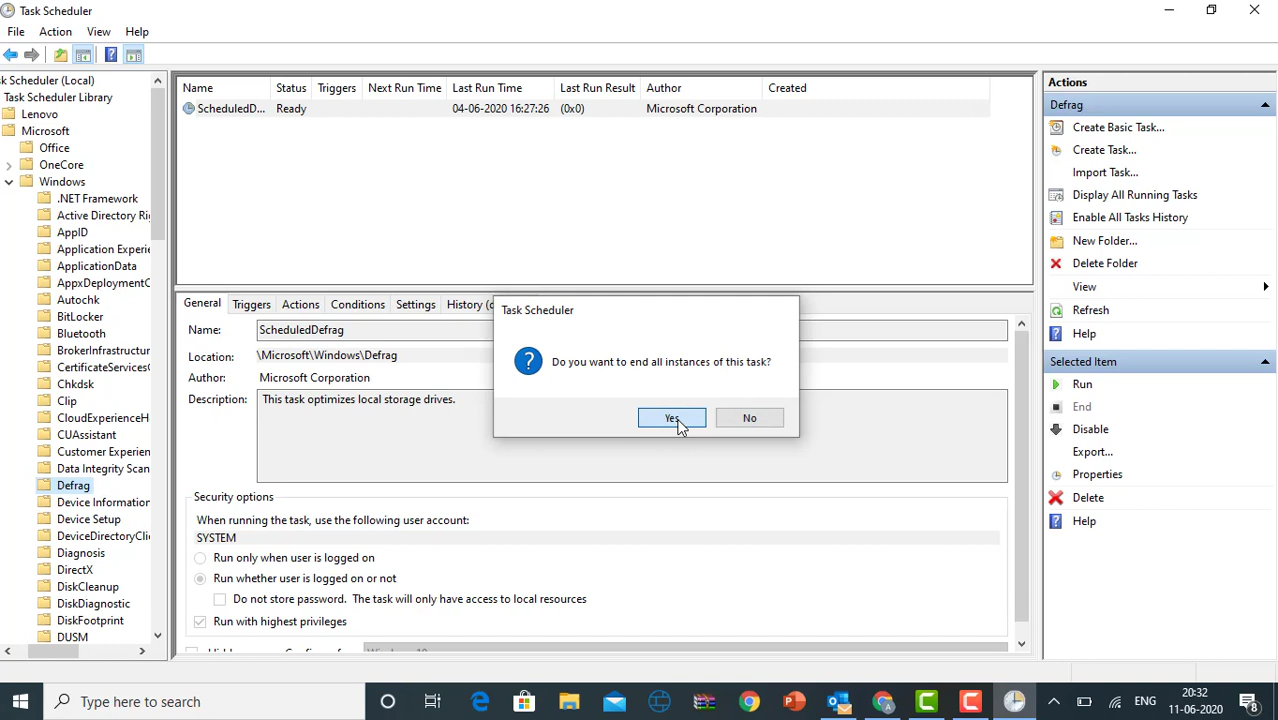 Task Scheduler
File Action View Help
k Scheduler (Local)
Task Scheduler Library
Lenovo
Microsoft
Office
OneCore
Windows
.NET Framework
Active Directory Ri
AppID
Application Experie
ApplicationData
AppxDeploymentC
Autochk
BitLocker
Bluetooth
BrokerInfrastruct
CertificateServices
Chkdsk
Clip
CloudExperienceH
CUAssistant
Customer Experien
Data Integrity Scan
Defrag
Device Information
Device Setup
DeviceDirectoryCli
Diagnosis
DirectX
DiskCleanup
DiskDiagnostic
DiskFootprint
DUSM
Name Status Triggers Next Run Time Last Run Time Last Run Result Author Created
ScheduledD... Ready 04-06-2020 16:27:26 (0x0) Microsoft Corporation
General Triggers Actions Conditions Settings History (
Name: ScheduledDefrag
Location: \Microsoft\Windows\Defrag
Author: Microsoft Corporation
Description: This task optimizes local storage drives.
Security options
When running the task, use the following user account:
SYSTEM
Run only when user is logged on
Run whether user is logged on or not
Do not store password. The task will only have access to local resources
Run with highest privileges
Task Scheduler
Do you want to end all instances of this task?
Yes No
Actions
Defrag
Create Basic Task...
Create Task...
Import Task...
Display All Running Tasks
Enable All Tasks History
New Folder...
Delete Folder
View
Refresh
Help
Selected Item
Run
End
Disable
Export...
Properties
Delete
Help
Type here to search
ENG
20:32
11-06-2020
8